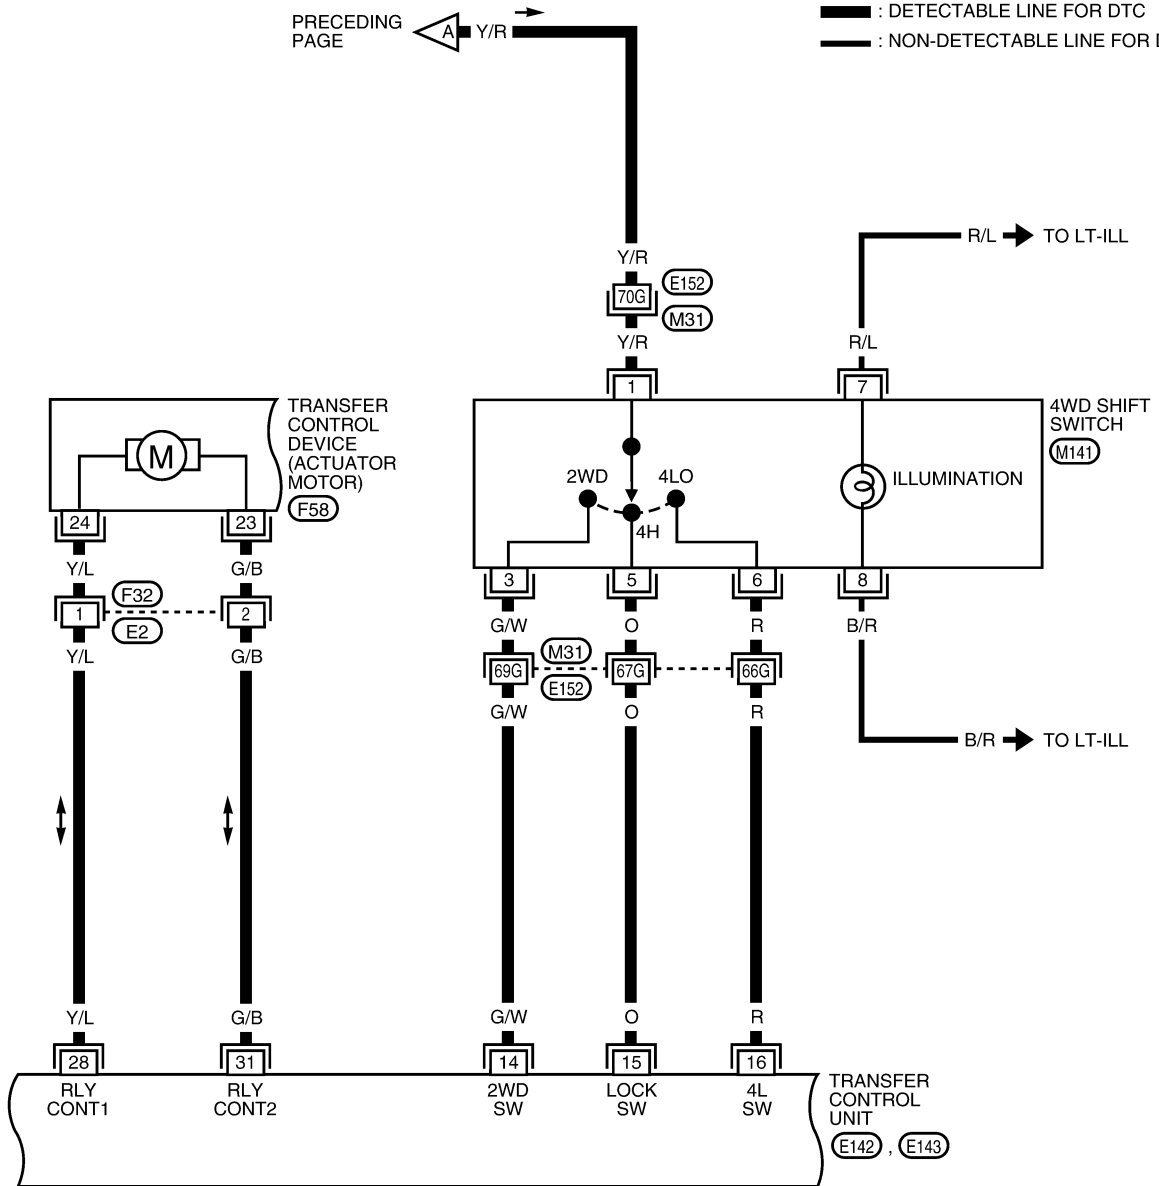 PRECEDING
PAGE
A
Y/R
: DETECTABLE LINE FOR DTC
: NON-DETECTABLE LINE FOR
R/L
TO LT-ILL
Y/R
70G
E152
M31
Y/R
R/L
1
7
TRANSFER
CONTROL
DEVICE
(ACTUATOR
MOTOR)
F58
M
4WD SHIFT
SWITCH
M141
2WD
4LO
4H
ILLUMINATION
24
23
3
5
6
8
Y/L
G/B
G/W
O
R
B/R
1
F32
E2
2
69G
M31
E152
67G
66G
Y/L
G/B
G/W
O
R
B/R
TO LT-ILL
Y/L
G/B
G/W
O
R
28
31
14
15
16
RLY
CONT1
RLY
CONT2
2WD
SW
LOCK
SW
4L
SW
TRANSFER
CONTROL
UNIT
E142 , E143